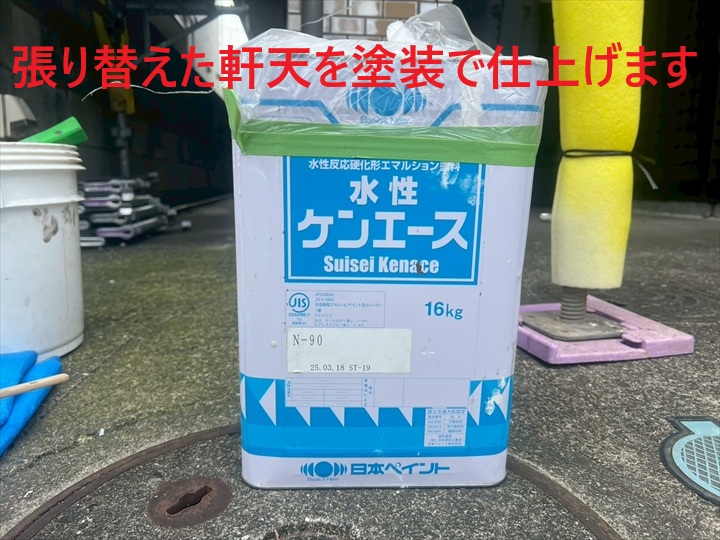 張り替えた軒天を塗装で仕上げます
水性反応硬化形エマルション塗料
水性
ケンエース
Suisei Kenace
JIS
16kg
N-90
25.03.18 ST-19
日本ペイント